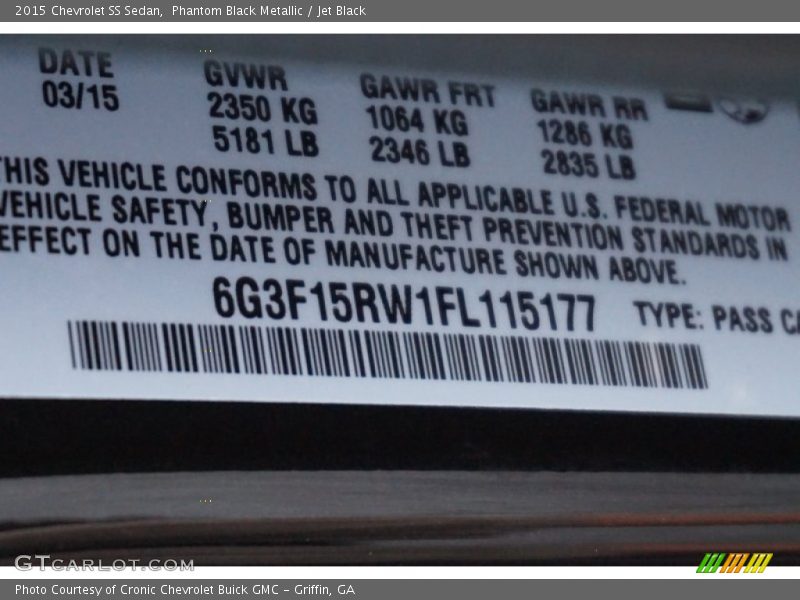 2015 Chevrolet SS Sedan,  Phantom Black Metallic / Jet Black
DATE GVWR GAWR FRT GAWR RR
03/15 2350 KG 1064 KG 1286 KG
5181 LB 2346 LB 2835 LB
THIS VEHICLE CONFORMS TO ALL APPLICABLE U.S. FEDERAL MOTOR
VEHICLE SAFETY, BUMPER AND THEFT PREVENTION STANDARDS IN
EFFECT ON THE DATE OF MANUFACTURE SHOWN ABOVE.
6G3F15RW1FL115177 TYPE: PASS CA
GTCARLOT.COM
Photo Courtesy of Cronic Chevrolet Buick GMC – Griffin, GA